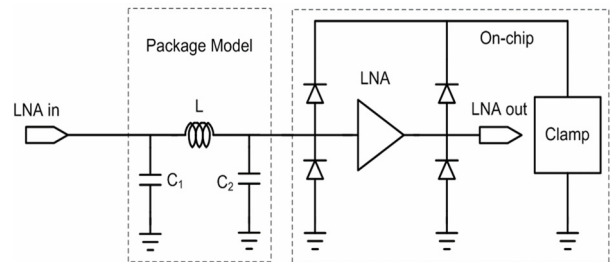 Package Model
On-chip
LNA
LNA in
L
LNA out
Clamp
C₁
C₂